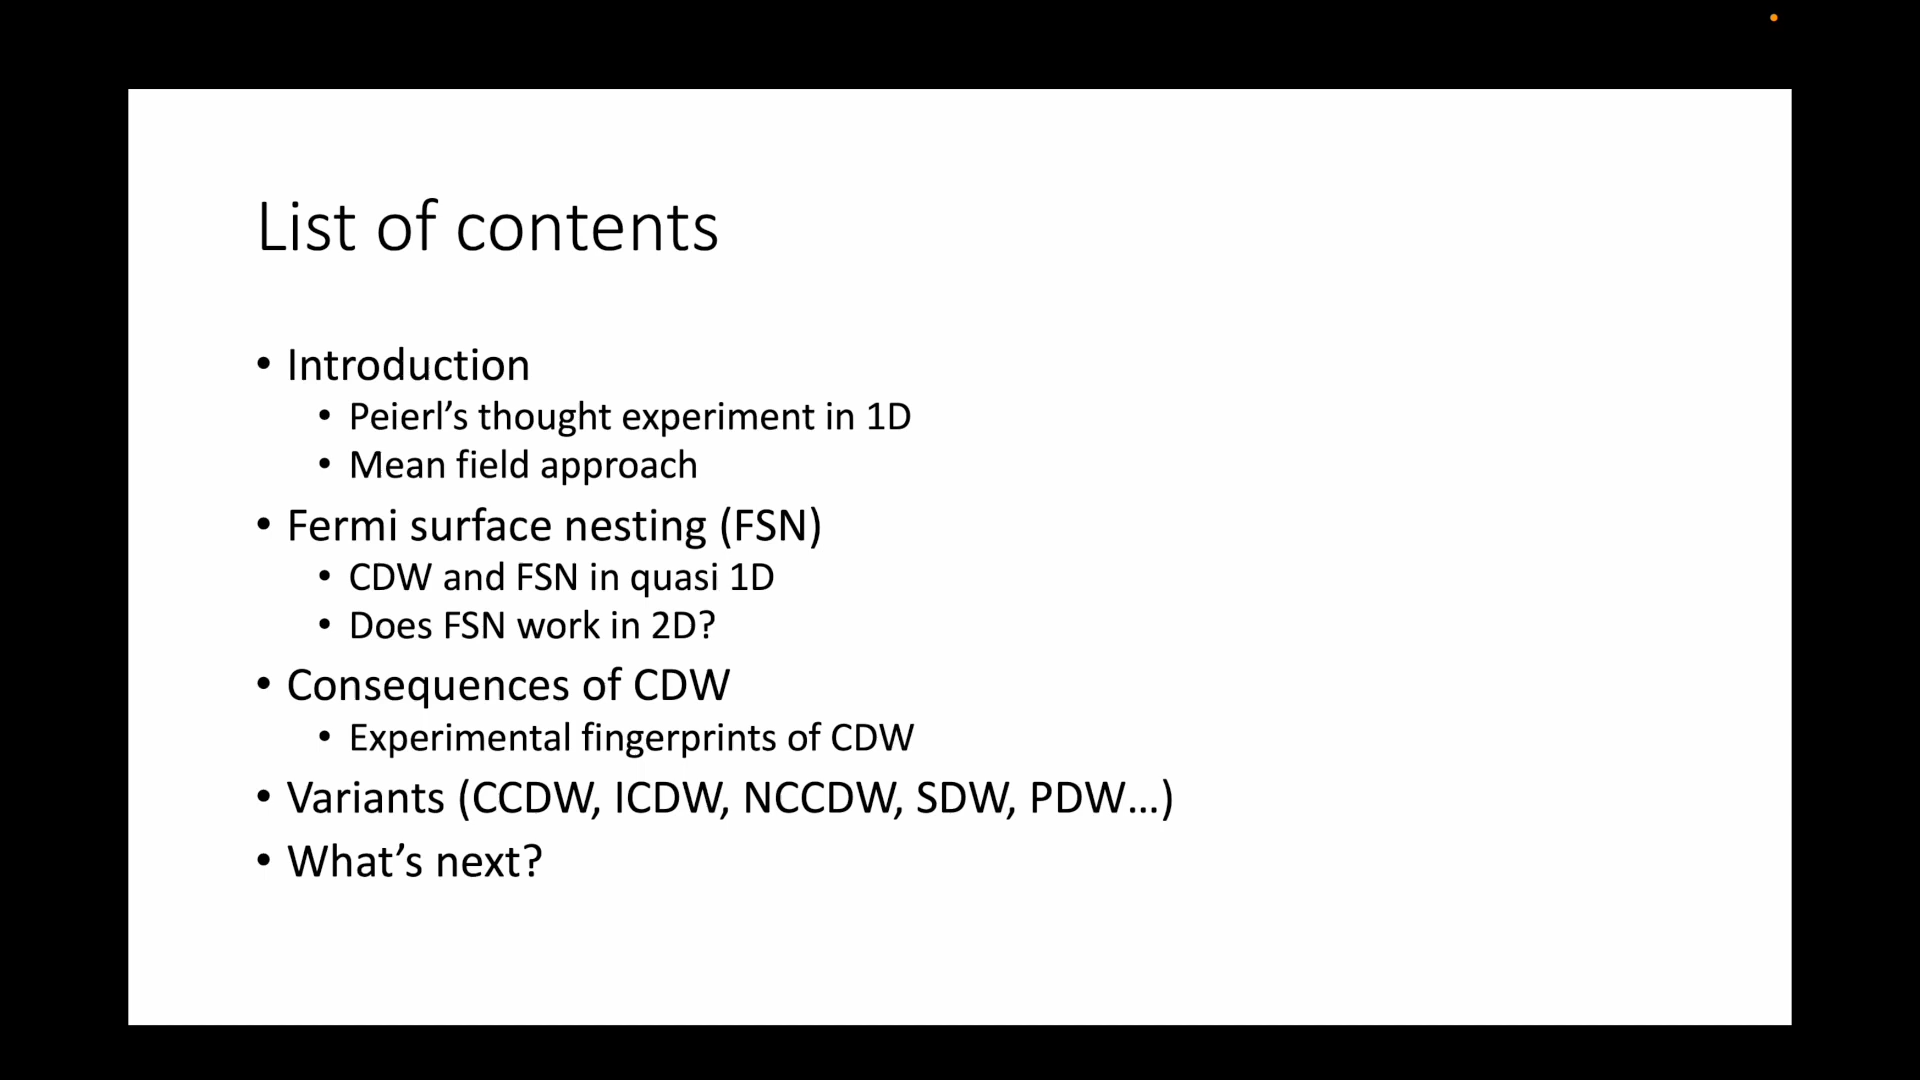 List of contents
• Introduction
• Peierl’s thought experiment in 1D
• Mean field approach
• Fermi surface nesting (FSN)
• CDW and FSN in quasi 1D
• Does FSN work in 2D?
• Consequences of CDW
• Experimental fingerprints of CDW
• Variants (CCDW, ICDW, NCCDW, SDW, PDW…)
• What’s next?